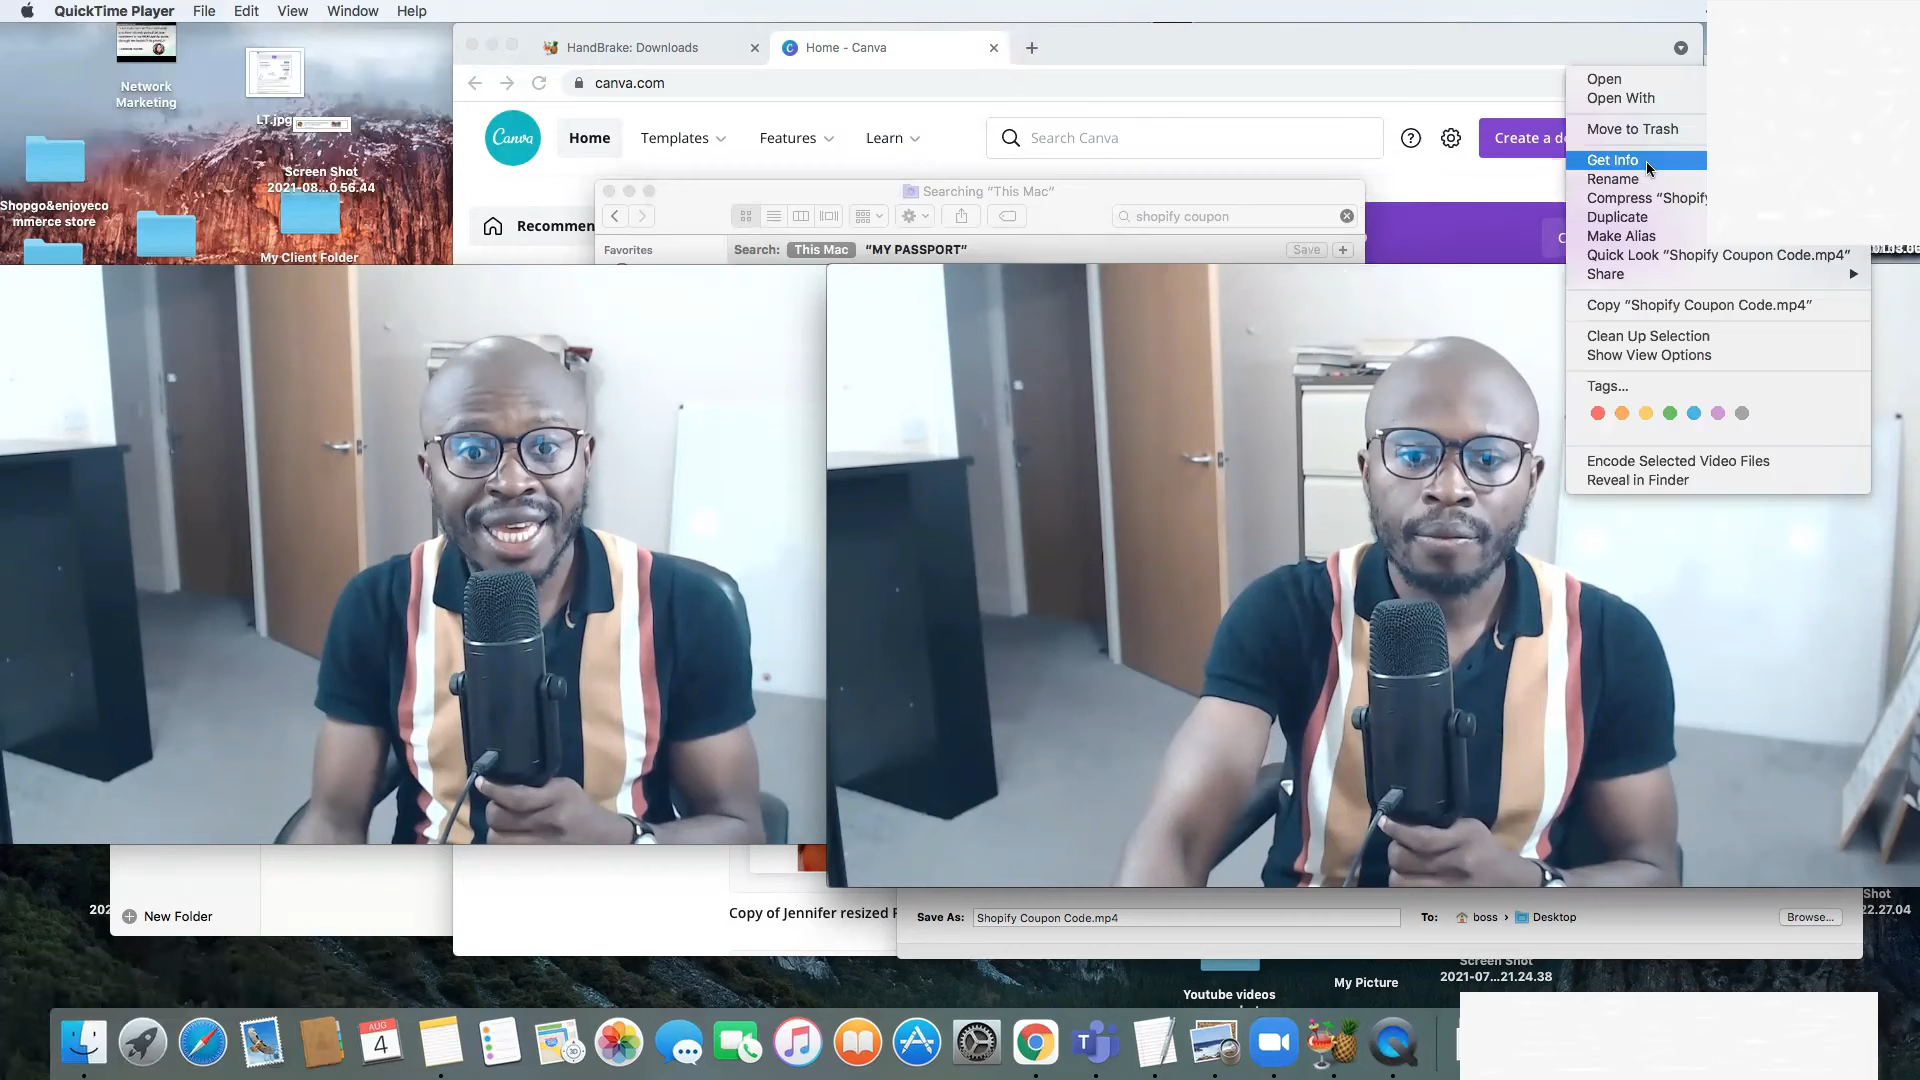 QuickTime Player File Edit View Window Help
Network
Marketing
LT.jpg
Screen Shot
2021-08...0.56.44
Shopgo&enjoyeco
mmerce store
My Client Folder
HandBrake: Downloads
Home - Canva
canva.com
Canva
Home Templates Features Learn
Search Canva
Searching “This Mac”
shopify coupon
Favorites
Search: This Mac “MY PASSPORT” Save
Open
Open With
Move to Trash
Get Info
Rename
Compress “Shopify
Duplicate
Make Alias
Quick Look “Shopify Coupon Code.mp4”
Share
Copy “Shopify Coupon Code.mp4”
Clean Up Selection
Show View Options
Tags...
Encode Selected Video Files
Reveal in Finder
New Folder
Copy of Jennifer resized
Save As: Shopify Coupon Code.mp4 To: boss › Desktop Browse...
Shot
22.27.04
Screen Shot
2021-07...21.24.38
My Picture
Youtube videos
AUG
4